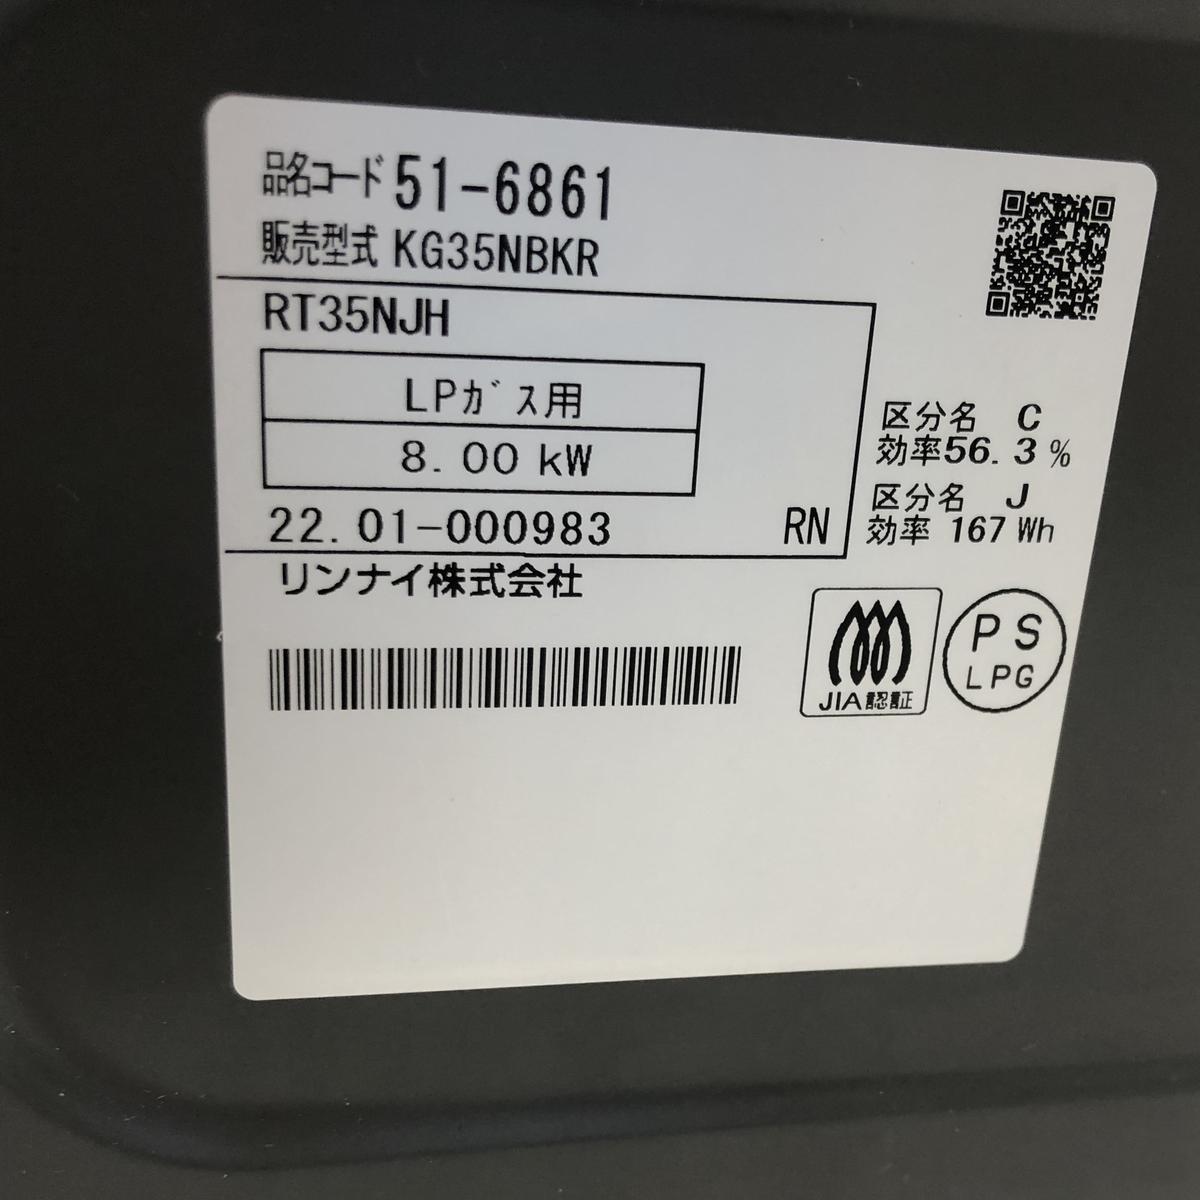 品名コード 51-6861
販売型式 KG35NBKR
RT35NJH
LPｶﾞｽ用
8.00 kW
22.01-000983 RN
リンナイ株式会社
区分名 C
効率56.3%
区分名 J
効率 167 Wh
JIA認証
PS
LPG